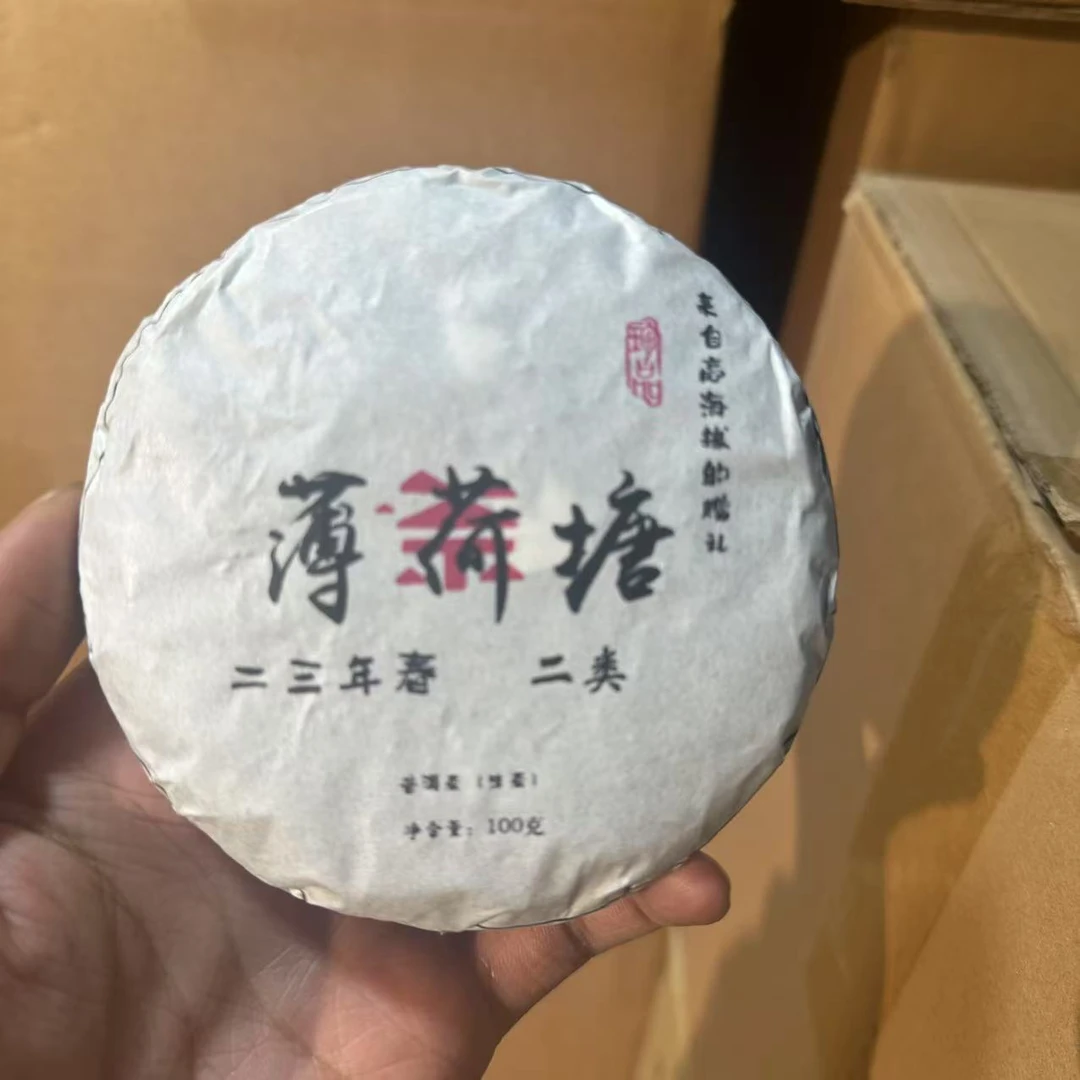 来自高海拔的赠礼
薄荷塘
二三年春 二类
普洱茶（生茶）
净含量：100克